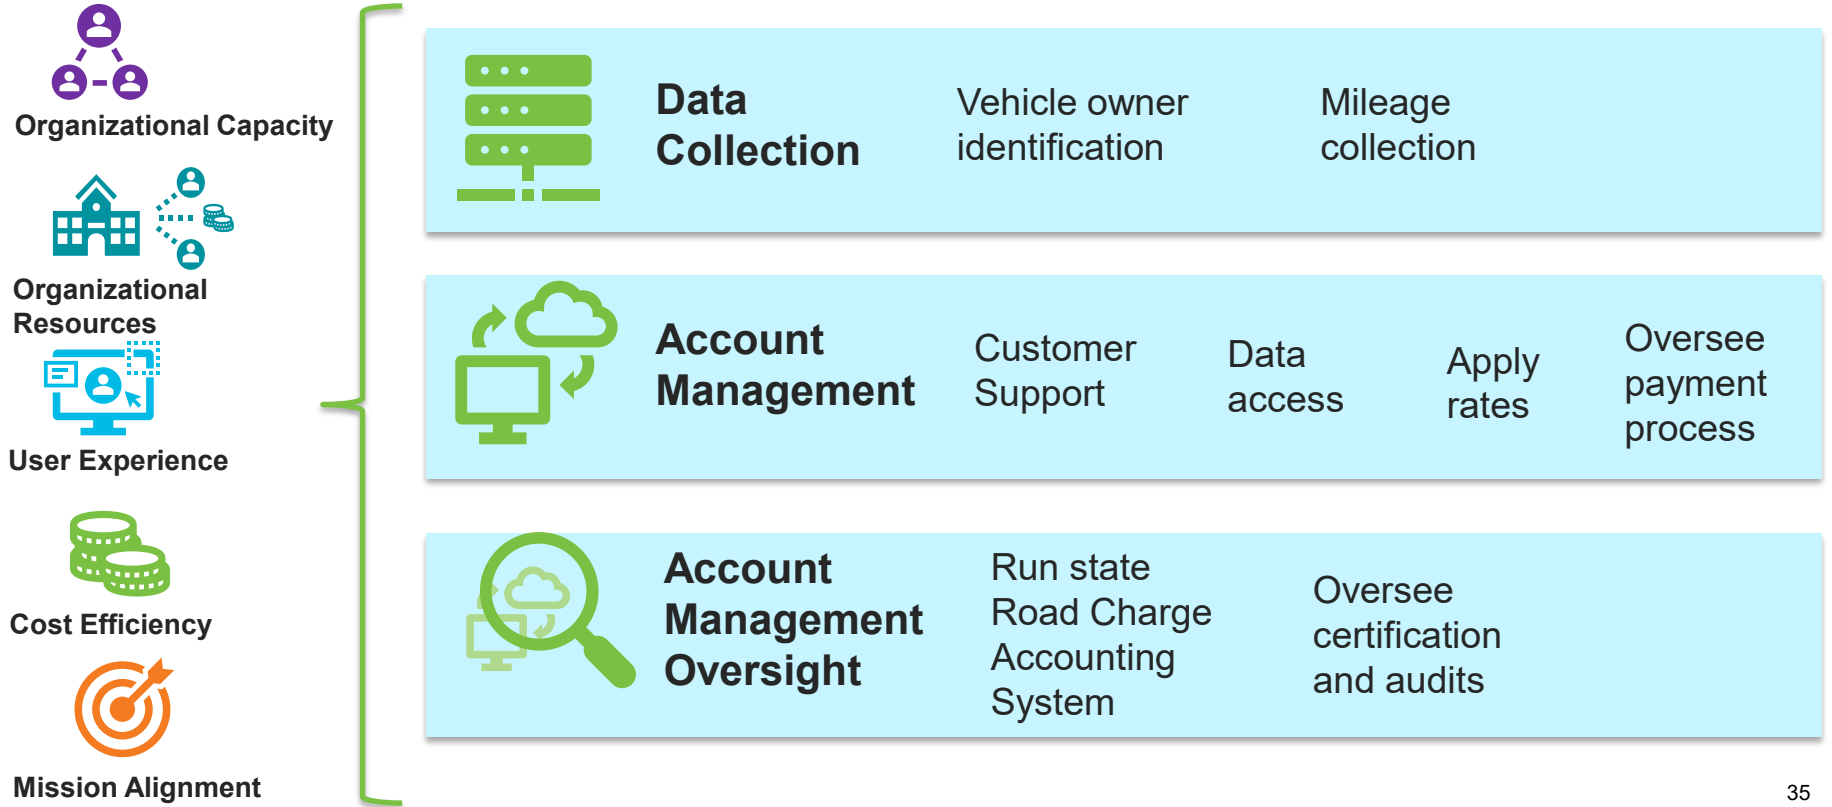 Organizational Capacity
Organizational
Resources
User Experience
Cost Efficiency
Mission Alignment
Data
Collection
Vehicle owner
identification
Mileage
collection
Account
Management
Customer
Support
Data
access
Apply
rates
Oversee
payment
process
Account
Management
Oversight
Run state
Road Charge
Accounting
System
Oversee
certification
and audits
35